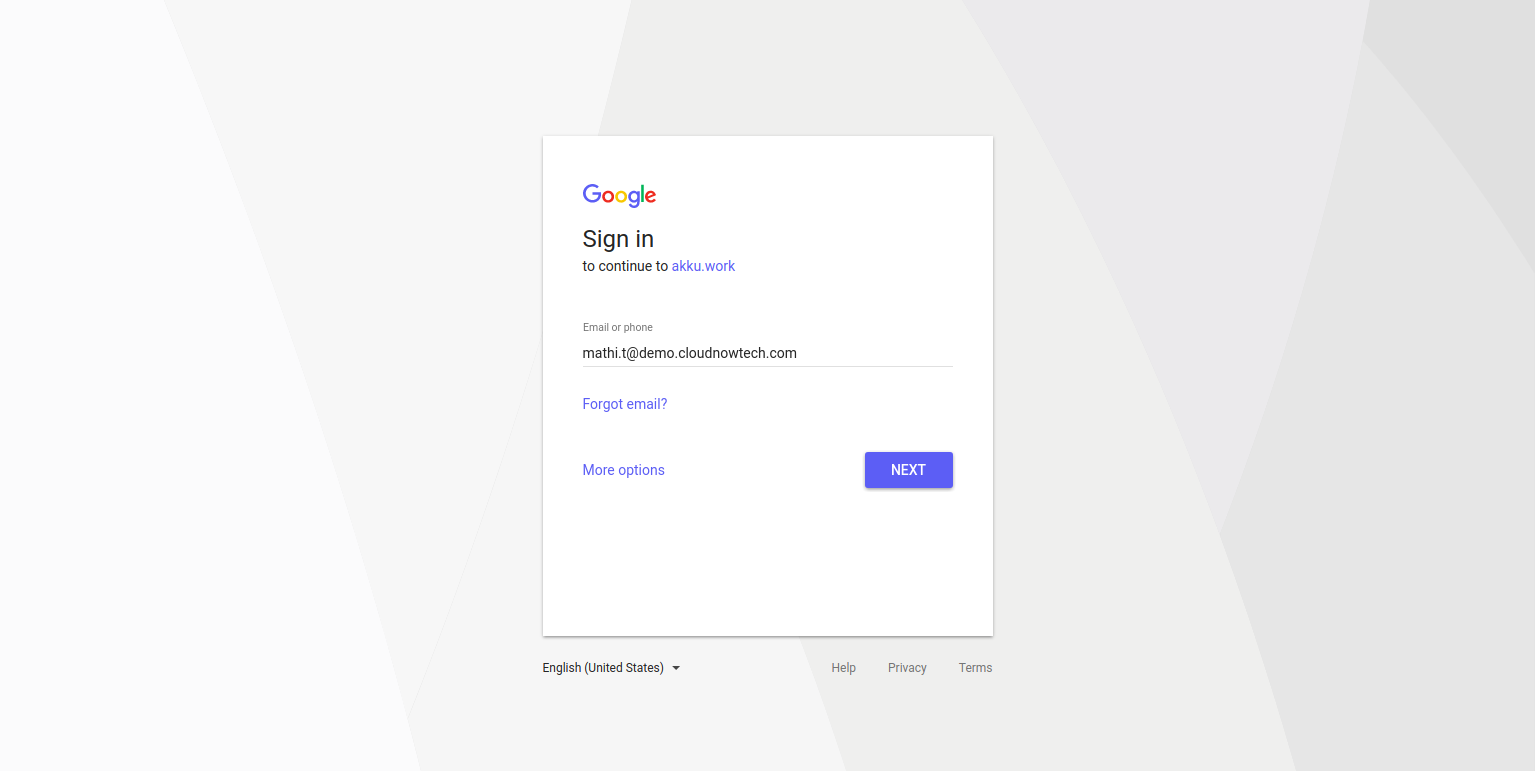 Google
Sign in
to continue to akku.work
Email or phone
mathi.t@demo.cloudnowtech.com
Forgot email?
More options NEXT
English (United States) Help Privacy Terms